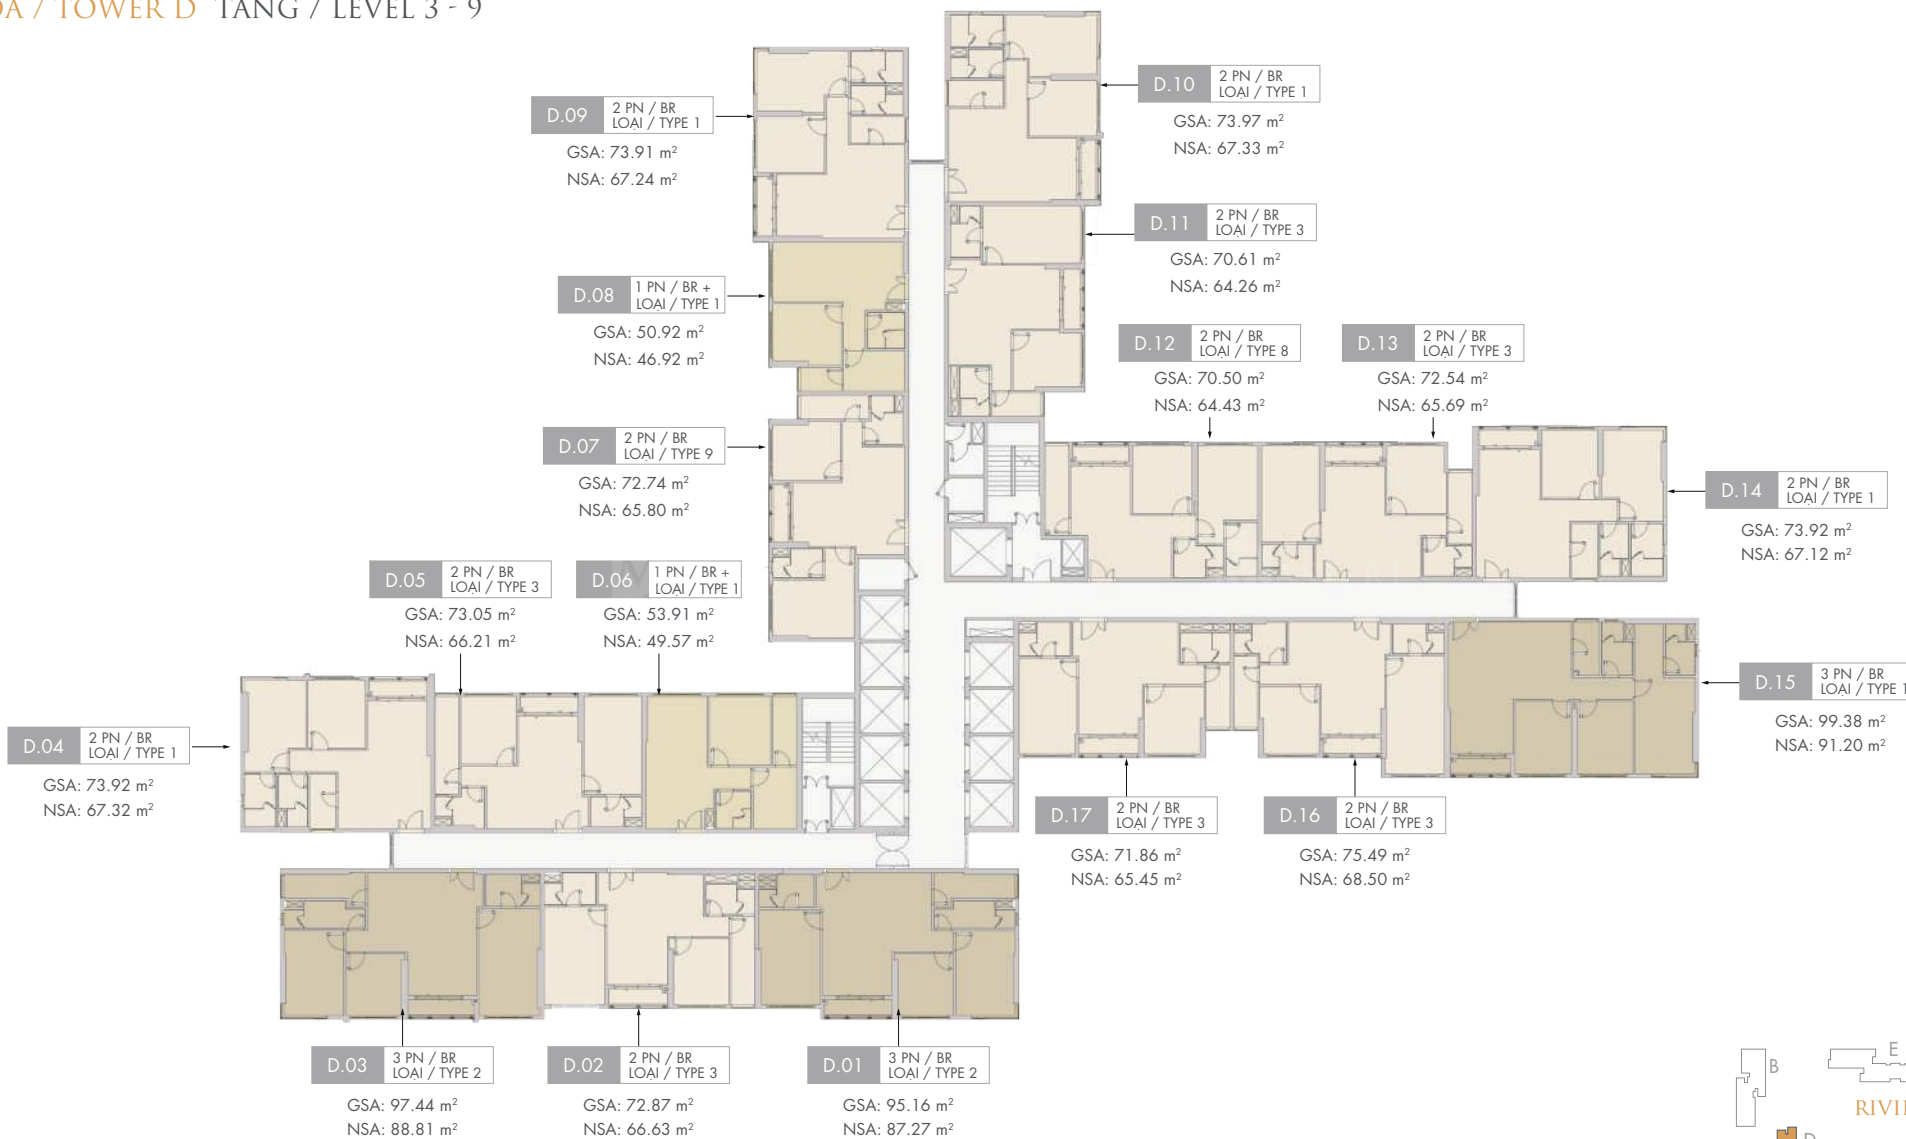 TOWER D TẦNG / LEVEL 3 - 9
D.10 2 PN / BR
LOẠI / TYPE 1
GSA: 73.97 m²
NSA: 67.33 m²
D.09 2 PN / BR
LOẠI / TYPE 1
GSA: 73.91 m²
NSA: 67.24 m²
D.11 2 PN / BR
LOẠI / TYPE 3
GSA: 70.61 m²
NSA: 64.26 m²
D.08 1 PN / BR +
LOẠI / TYPE 1
GSA: 50.92 m²
NSA: 46.92 m²
D.12 2 PN / BR
LOẠI / TYPE 8
GSA: 70.50 m²
NSA: 64.43 m²
D.13 2 PN / BR
LOẠI / TYPE 3
GSA: 72.54 m²
NSA: 65.69 m²
D.07 2 PN / BR
LOẠI / TYPE 9
GSA: 72.74 m²
NSA: 65.80 m²
D.14 2 PN / BR
LOẠI / TYPE 1
GSA: 73.92 m²
NSA: 67.12 m²
D.05 2 PN / BR
LOẠI / TYPE 3
GSA: 73.05 m²
NSA: 66.21 m²
D.06 1 PN / BR +
LOẠI / TYPE 1
GSA: 53.91 m²
NSA: 49.57 m²
D.15 3 PN / BR
LOẠI / TYPE 1
GSA: 99.38 m²
NSA: 91.20 m²
D.04 2 PN / BR
LOẠI / TYPE 1
GSA: 73.92 m²
NSA: 67.32 m²
D.17 2 PN / BR
LOẠI / TYPE 3
GSA: 71.86 m²
NSA: 65.45 m²
D.16 2 PN / BR
LOẠI / TYPE 3
GSA: 75.49 m²
NSA: 68.50 m²
D.03 3 PN / BR
LOẠI / TYPE 2
GSA: 97.44 m²
NSA: 88.81 m²
D.02 2 PN / BR
LOẠI / TYPE 3
GSA: 72.87 m²
NSA: 66.63 m²
D.01 3 PN / BR
LOẠI / TYPE 2
GSA: 95.16 m²
NSA: 87.27 m²
B
E